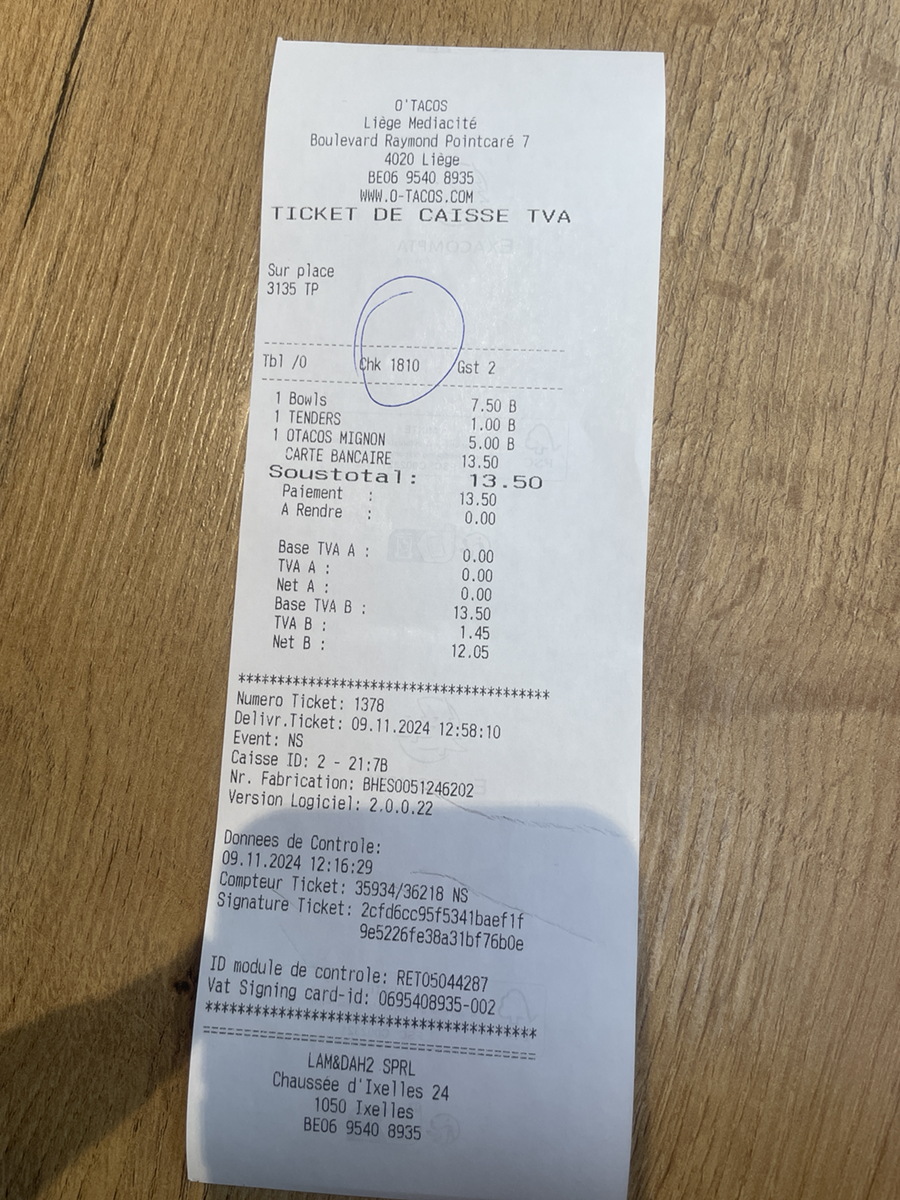 O'TACOS
Liège Mediacité
Boulevard Raymond Pointcaré 7
4020 Liège
BE06 9540 8935
WWW.O-TACOS.COM
TICKET DE CAISSE TVA
Sur place
3135 TP
Tbl /0 Chk 1810 Gst 2
1 Bowls 7.50 B
1 TENDERS 1.00 B
1 OTACOS MIGNON 5.00 B
CARTE BANCAIRE 13.50
Soustotal: 13.50
Paiement : 13.50
A Rendre : 0.00
Base TVA A : 0.00
TVA A : 0.00
Net A : 0.00
Base TVA B : 13.50
TVA B : 1.45
Net B : 12.05
****************************************
Numero Ticket: 1378
Delivr.Ticket: 09.11.2024 12:58:10
Event: NS
Caisse ID: 2 - 21:7B
Nr. Fabrication: BHES0051246202
Version Logiciel: 2.0.0.22
Donnees de Controle:
09.11.2024 12:16:29
Compteur Ticket: 35934/36218 NS
Signature Ticket: 2cfd6cc95f5341baef1f
9e5226fe38a31bf76b0e
ID module de controle: RET05044287
Vat Signing card-id: 0695408935-002
****************************************
========================================
LAM&DAH2 SPRL
Chaussée d'Ixelles 24
1050 Ixelles
BE06 9540 8935